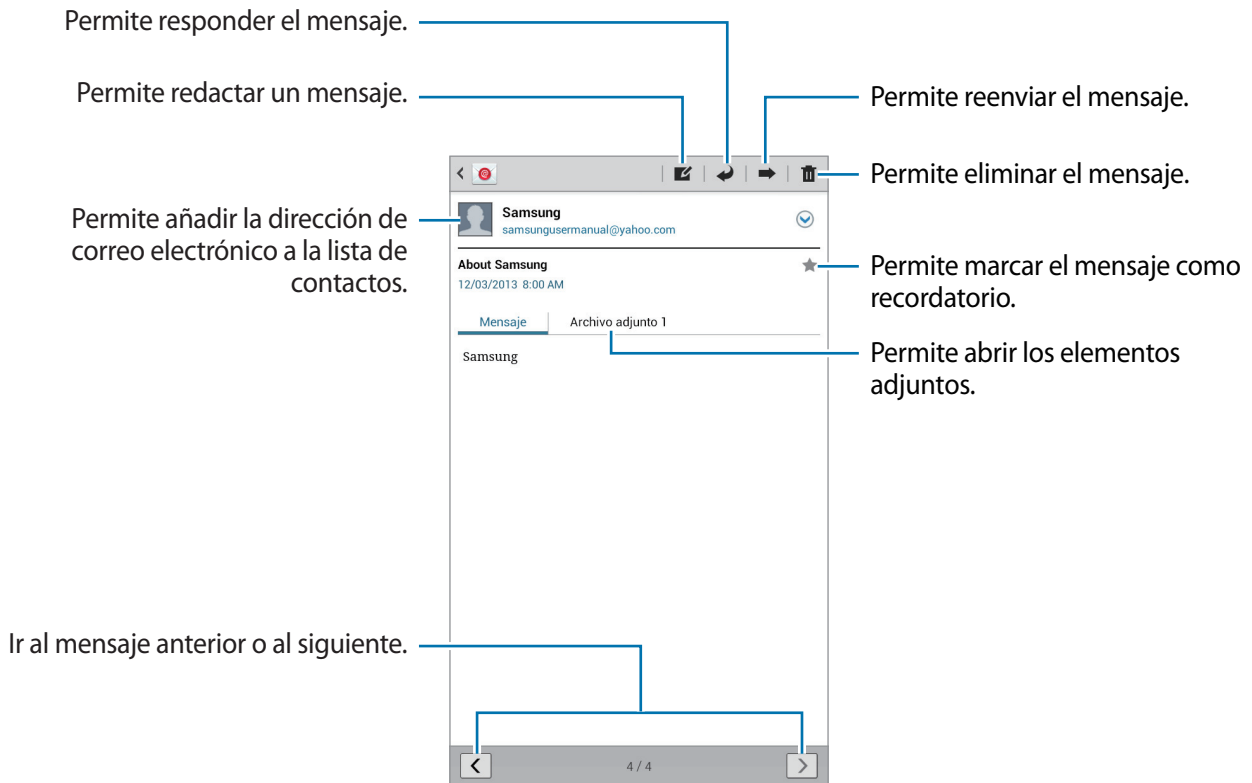 Permite responder el mensaje.
Permite redactar un mensaje.
Permite reenviar el mensaje.
Permite eliminar el mensaje.
Permite añadir la dirección de
correo electrónico a la lista de
contactos.
Samsung
samsungusermanual@yahoo.com
About Samsung
12/03/2013 8:00 AM
Permite marcar el mensaje como
recordatorio.
Mensaje
Archivo adjunto 1
Permite abrir los elementos
adjuntos.
Samsung
Ir al mensaje anterior o al siguiente.
4 / 4